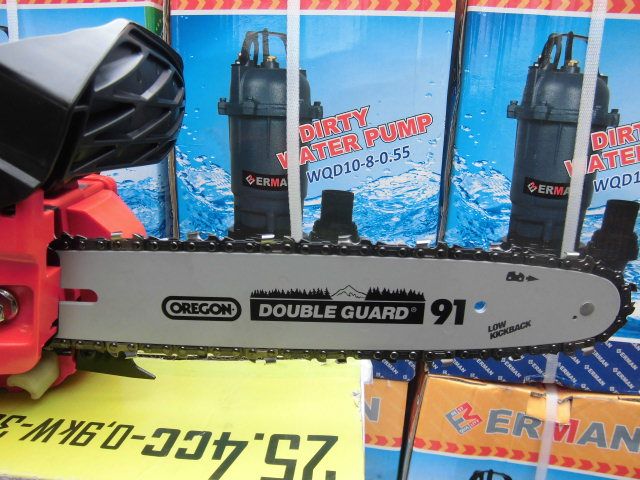 DIRTY
WATER PUMP
WQD10-8-0.55
ERMAN
DIRTY
WATER PUMP
WQD1
ERMAN
OREGON
DOUBLE GUARD®
91
LOW
KICKBACK
ERMAN
ERMAN
25.4CC-0,9KW-3